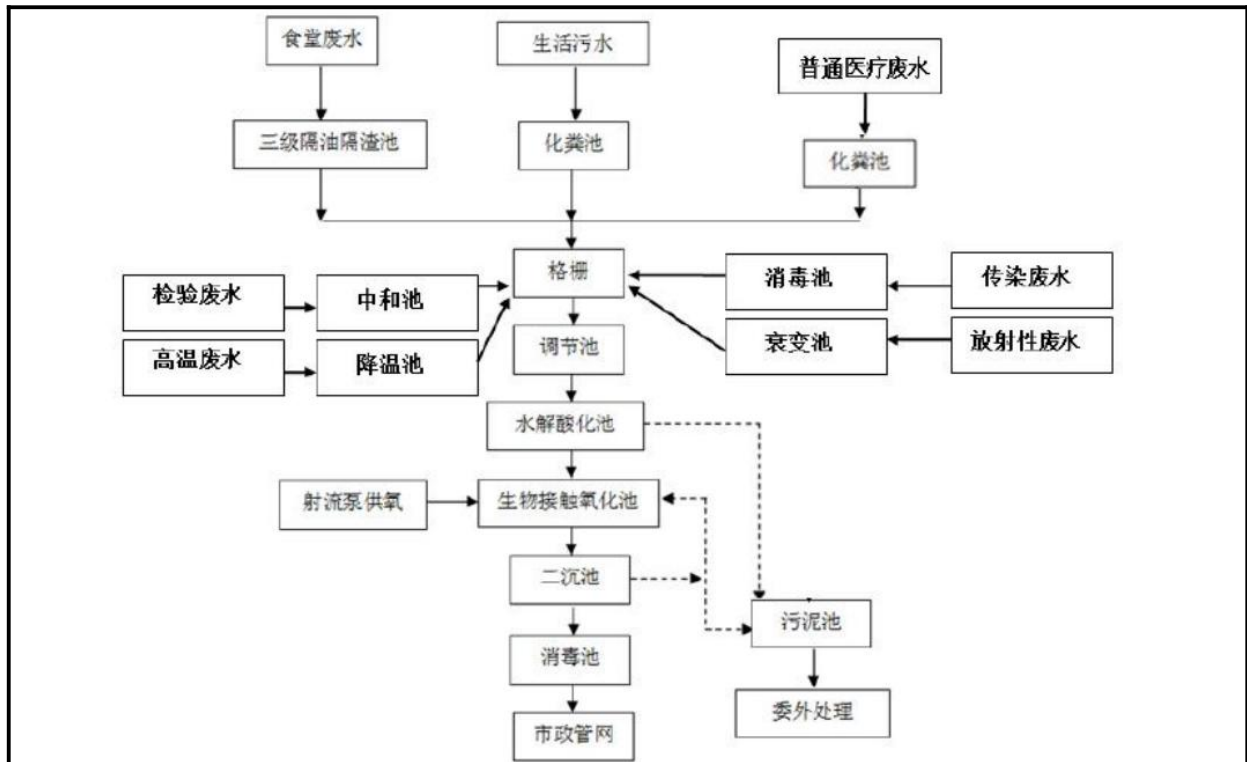 食堂废水
生活污水
普通医疗废水
三级隔油隔渣池
化粪池
化粪池
格栅
检验废水
中和池
消毒池
传染废水
高温废水
降温池
调节池
衰变池
放射性废水
水解酸化池
射流泵供氧
生物接触氧化池
二沉池
污泥池
消毒池
委外处理
市政管网